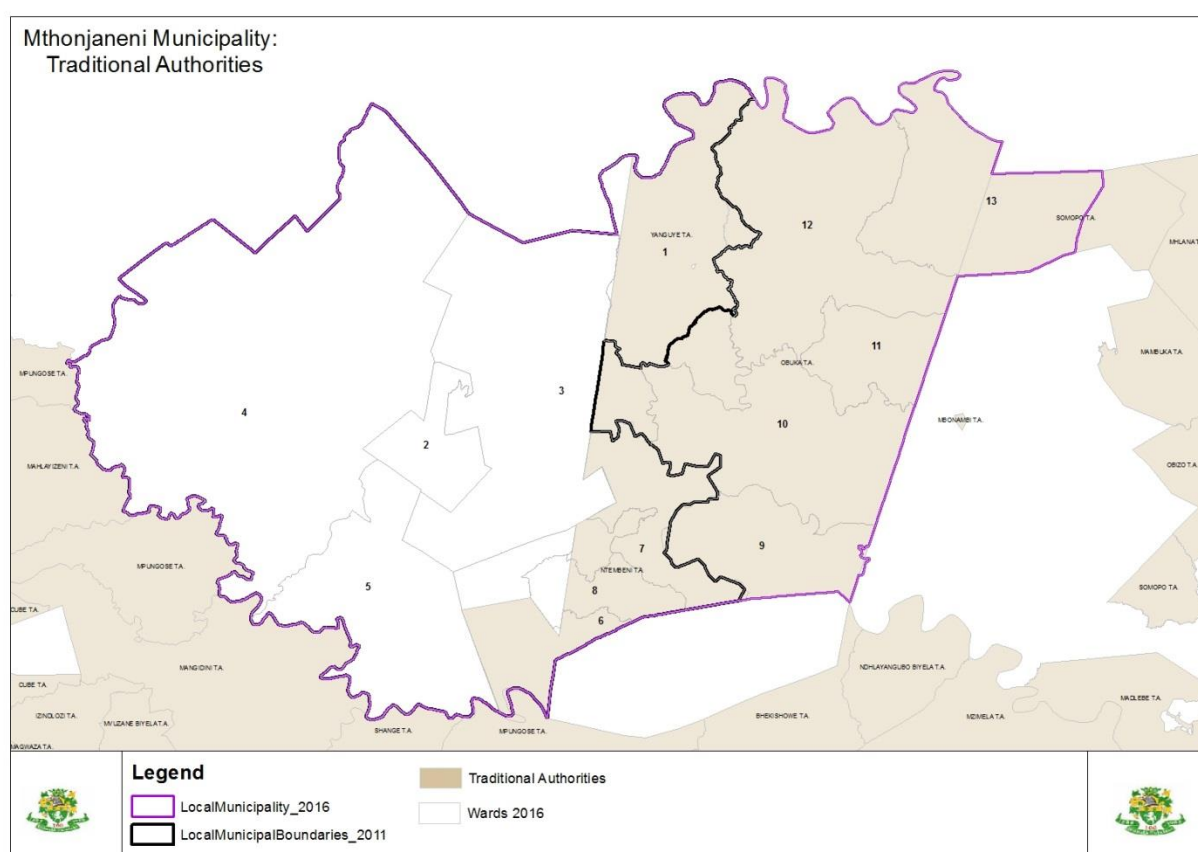 Mthonjaneni Municipality:
Traditional Authorities
13
12
SOMOPO T.A.
YANGUYE T.A.
1
MHLANA T.
11
MAMBUKA T.A.
OBUKA T.A.
MPUNGOSE T.A.
3
4
10
MBONAMBI T.A.
2
MAHLAYIZENI T.A.
OBIZO T.A.
7
9
MPUNGOSE T.A.
NTEMBENI T.A.
5
8
SOMOPO T.A.
CUBE T.A.
6
MANGIDINI T.A.
NDHLAYANGUBO BIYELA T.A.
CUBE T.A.
MADLEBE T.A.
IZINDLOZI T.A.
MVUZANE BIYELA T.A.
SHANGE T.A.
MPUNGOSE T.A.
BHEKISHOWE T.A.
MZIMELA T.A.
MAGWAZA T.A.
Legend
LocalMunicipality_2016
LocalMunicipalBoundaries_2011
Traditional Authorities
Wards 2016